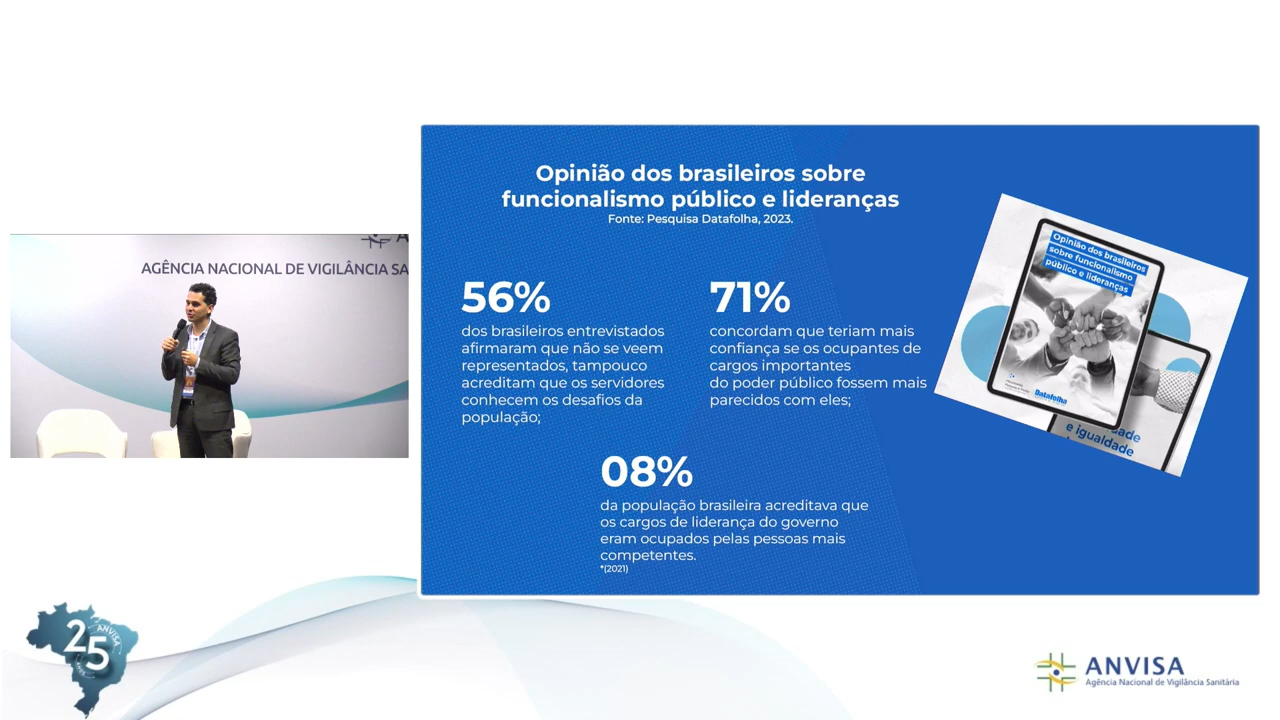 Opinião dos brasileiros sobre
funcionalismo público e lideranças
Fonte: Pesquisa Datafolha, 2023.
56%
dos brasileiros entrevistados
afirmaram que não se veem
representados, tampouco
acreditam que os servidores
conhecem os desafios da
população;
71%
concordam que teriam mais
confiança se os ocupantes de
cargos importantes
do poder público fossem mais
parecidos com eles;
08%
da população brasileira acreditava que
os cargos de liderança do governo
eram ocupados pelas pessoas mais
competentes.
*(2021)
Opinião dos brasileiros
sobre funcionalismo
público e lideranças
Datafolha
dade
e igualdade
AGÊNCIA NACIONAL DE VIGILÂNCIA SA
25
ANVISA
ANVISA
Agência Nacional de Vigilância Sanitária